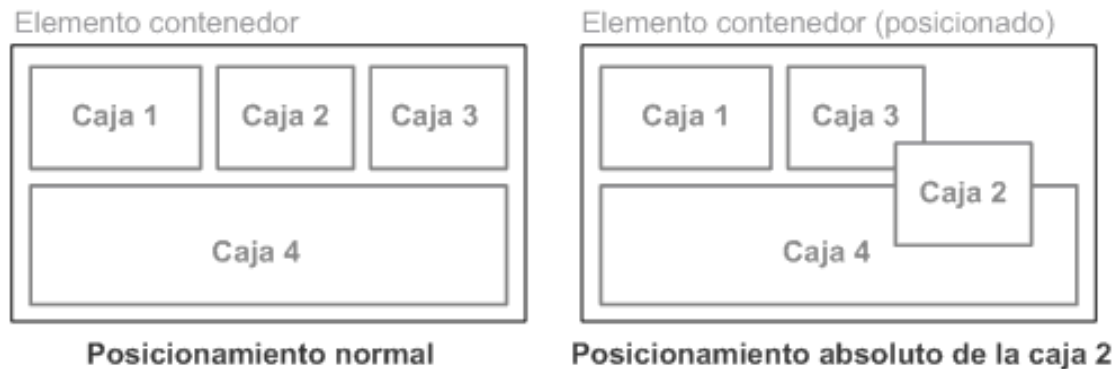 Elemento contenedor
Caja 1
Caja 2
Caja 3
Caja 4
Posicionamiento normal
Elemento contenedor (posicionado)
Caja 1
Caja 3
Caja 2
Caja 4
Posicionamiento absoluto de la caja 2